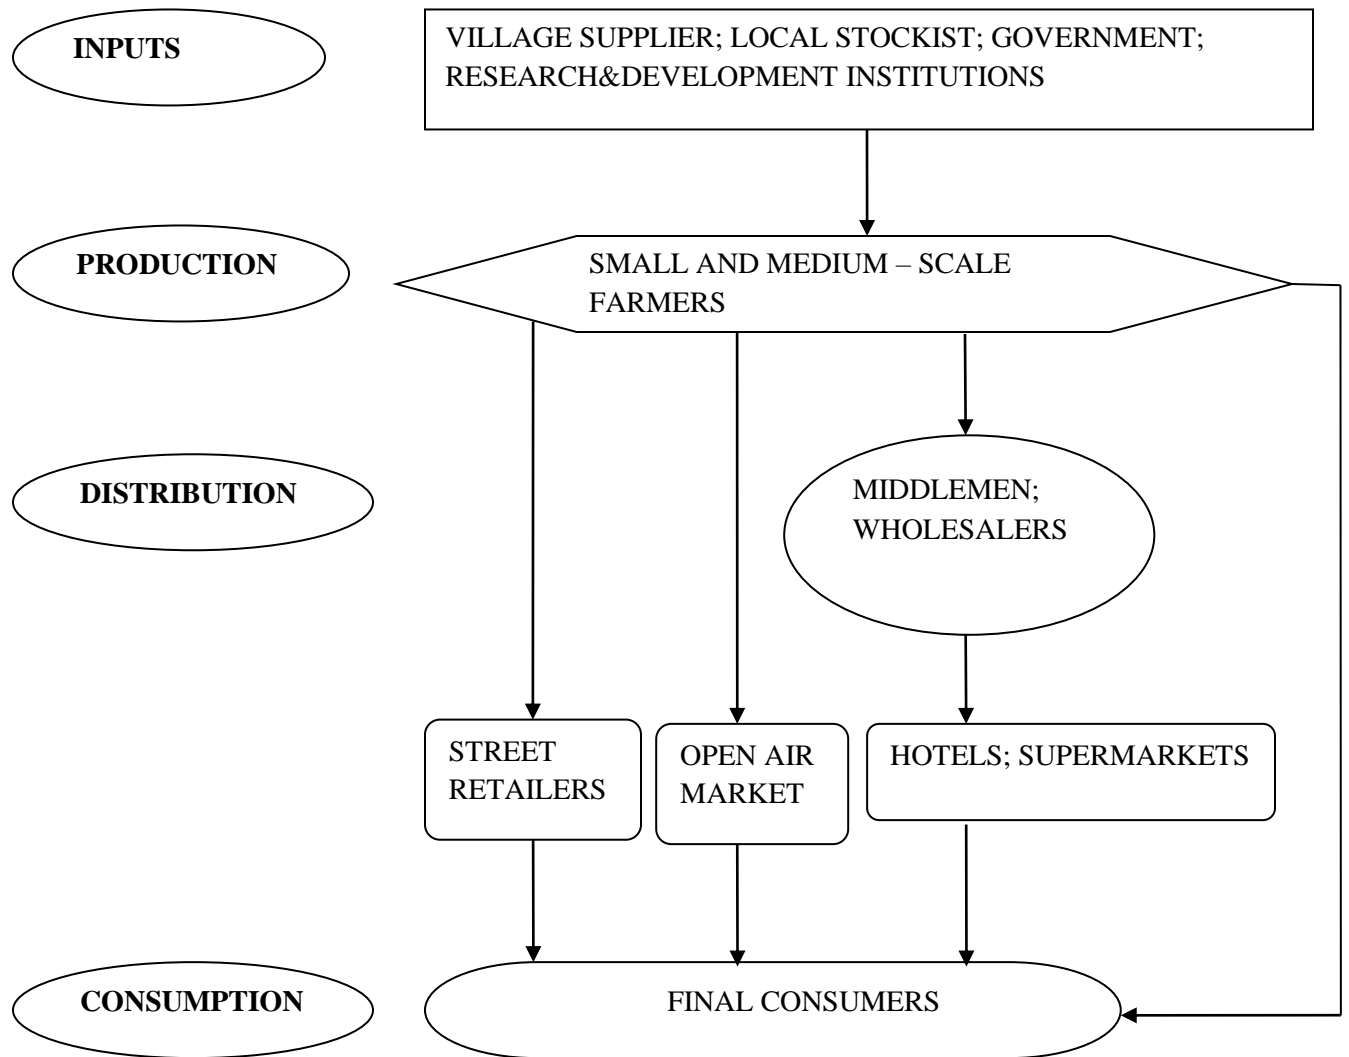 INPUTS
VILLAGE SUPPLIER; LOCAL STOCKIST; GOVERNMENT;
RESEARCH&DEVELOPMENT INSTITUTIONS
PRODUCTION
SMALL AND MEDIUM – SCALE
FARMERS
DISTRIBUTION
MIDDLEMEN;
WHOLESALERS
STREET
RETAILERS
OPEN AIR
MARKET
HOTELS; SUPERMARKETS
CONSUMPTION
FINAL CONSUMERS